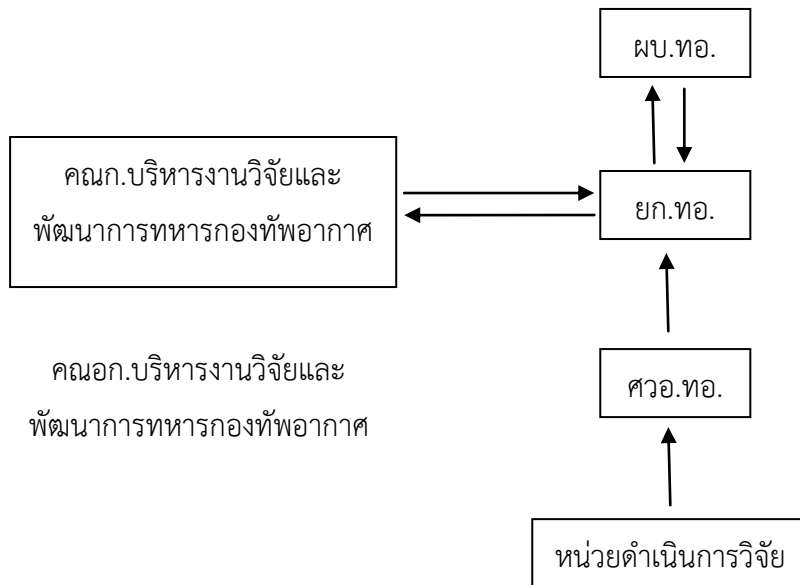 ผบ.ทอ.
คณก.บริหารงานวิจัยและ
พัฒนาการทหารกองทัพอากาศ
ยก.ทอ.
คณอก.บริหารงานวิจัยและ
พัฒนาการทหารกองทัพอากาศ
ศวอ.ทอ.
หน่วยดำเนินการวิจัย